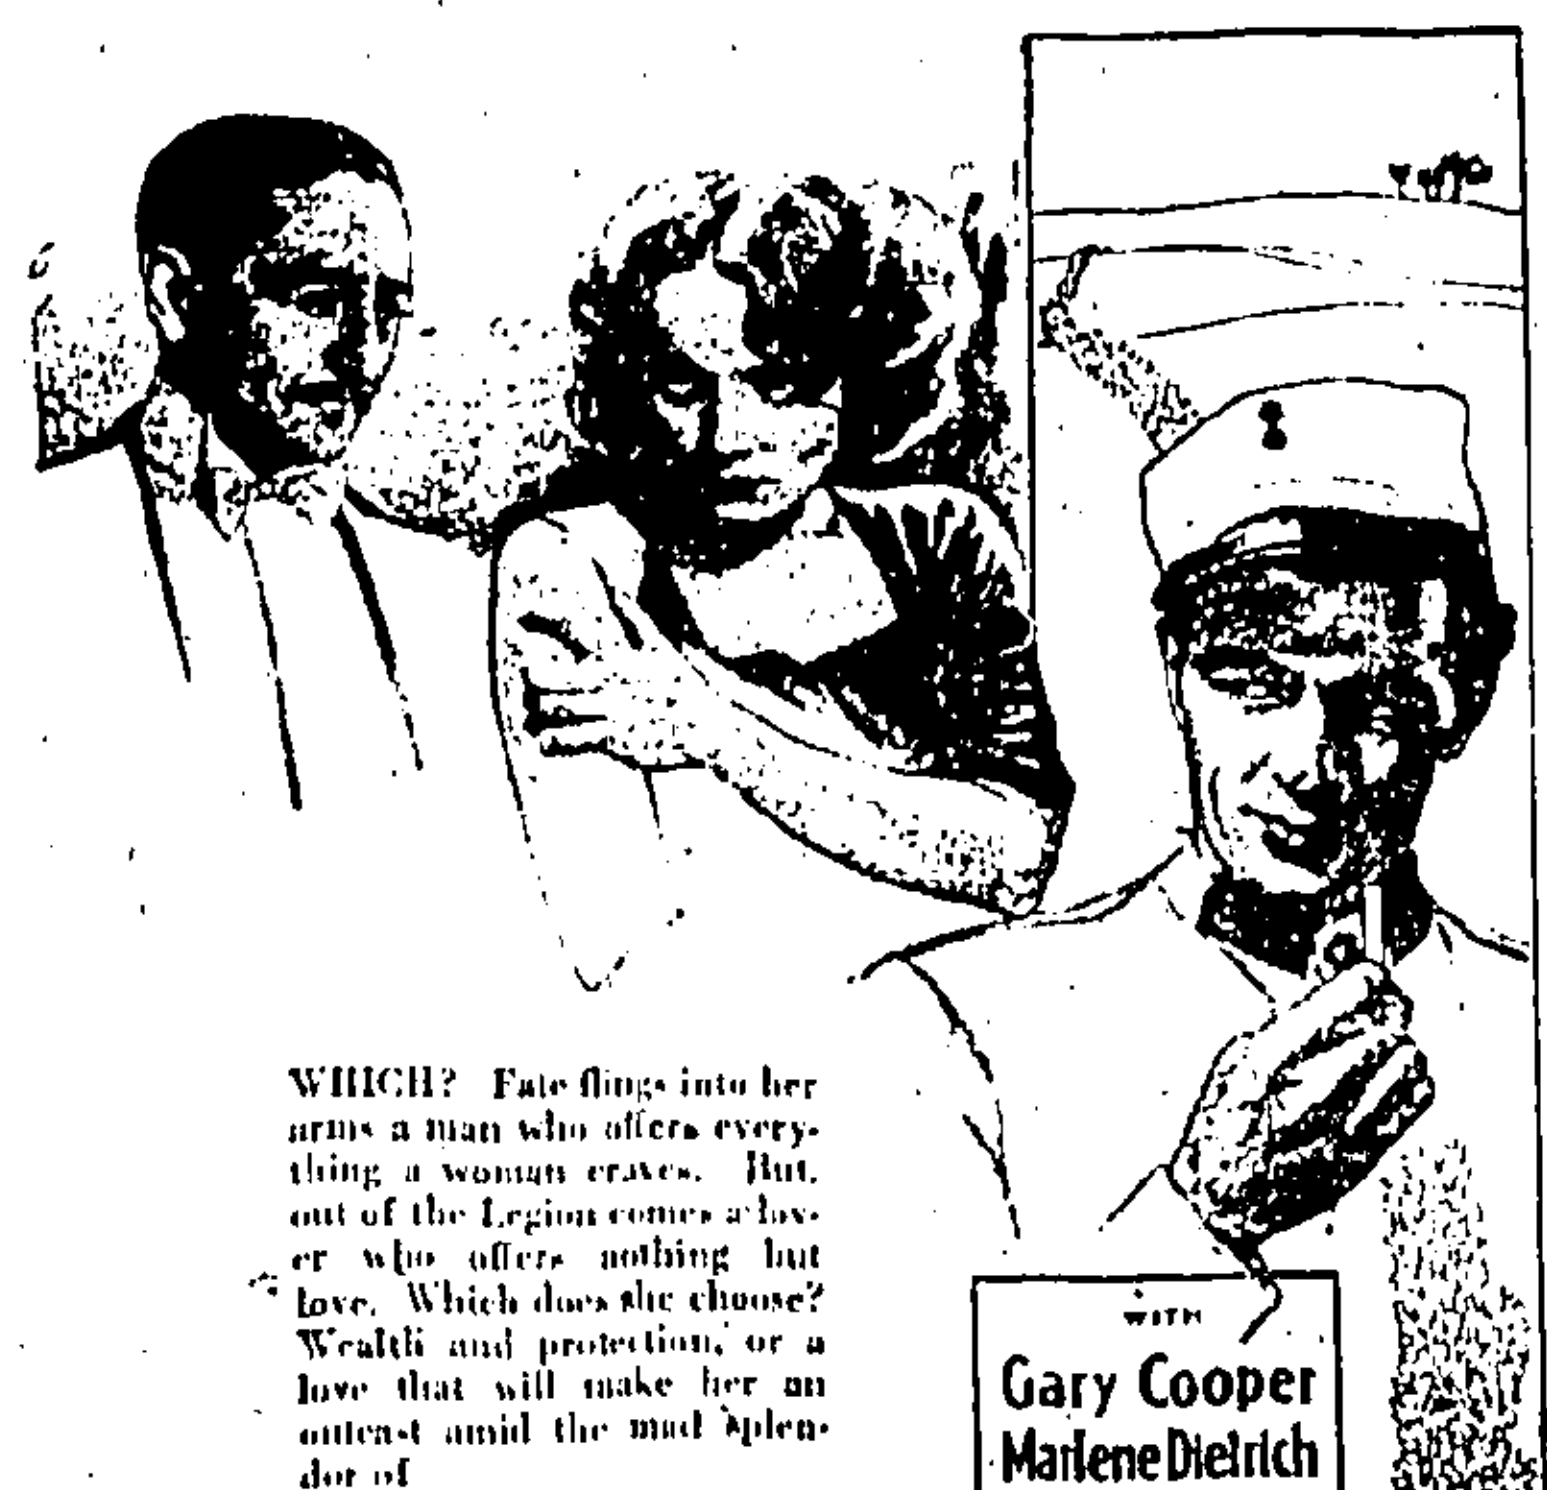 WHICH? Fate flings into her
arms a man who offers every-
thing a woman craves. But,
out of the Legion comes a lov-
er who offers nothing but
love. Which does she choose?
Wealth and protection, or a
love that will make her an
outcast amid the mad splen-
dor of
WITH
Gary Cooper
Marlene Dietrich